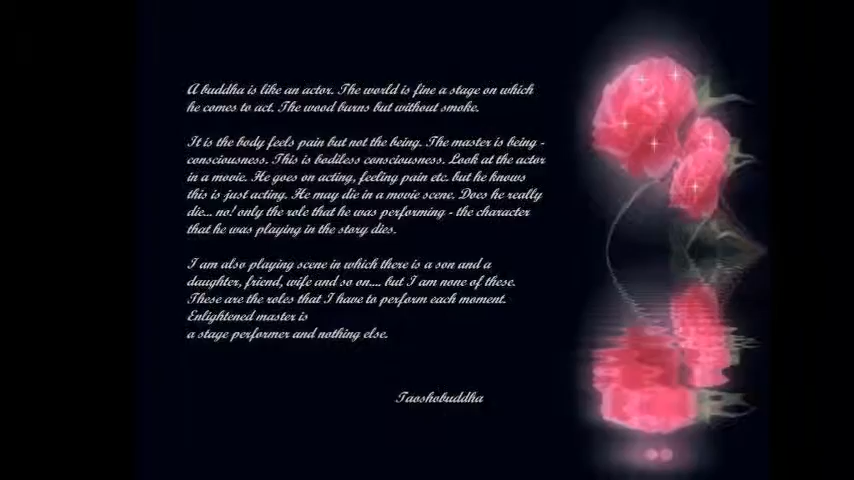 A buddha is like an actor. The world is fine a stage on which
he comes to act. The wood burns but without smoke.
It is the body feels pain but not the being. The master is being -
consciousness. This is bodiless consciousness. Look at the actor
in a movie. He goes on acting, feeling pain etc. but he knows
this is just acting. He may die in a movie scene. Does he really
die... no! only the role that he was performing - the character
that he was playing in the story dies.
I am also playing scene in which there is a son and a
daughter, friend, wife and so on.... but I am none of these.
These are the roles that I have to perform each moment.
Enlightened master is
a stage performer and nothing else.
Taoshobuddha